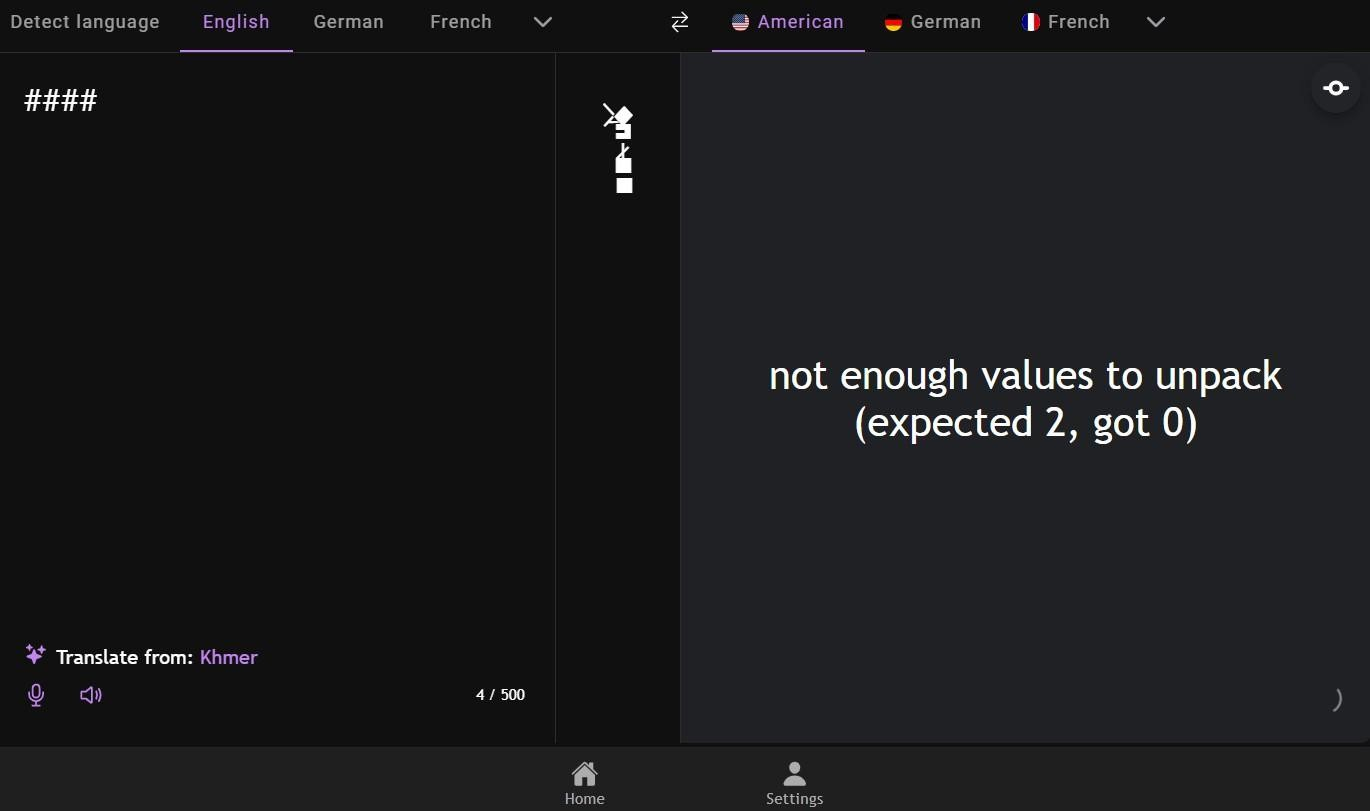 Detect language English German French American German French
####
not enough values to unpack
(expected 2, got 0)
Translate from: Khmer
4 / 500
Home Settings